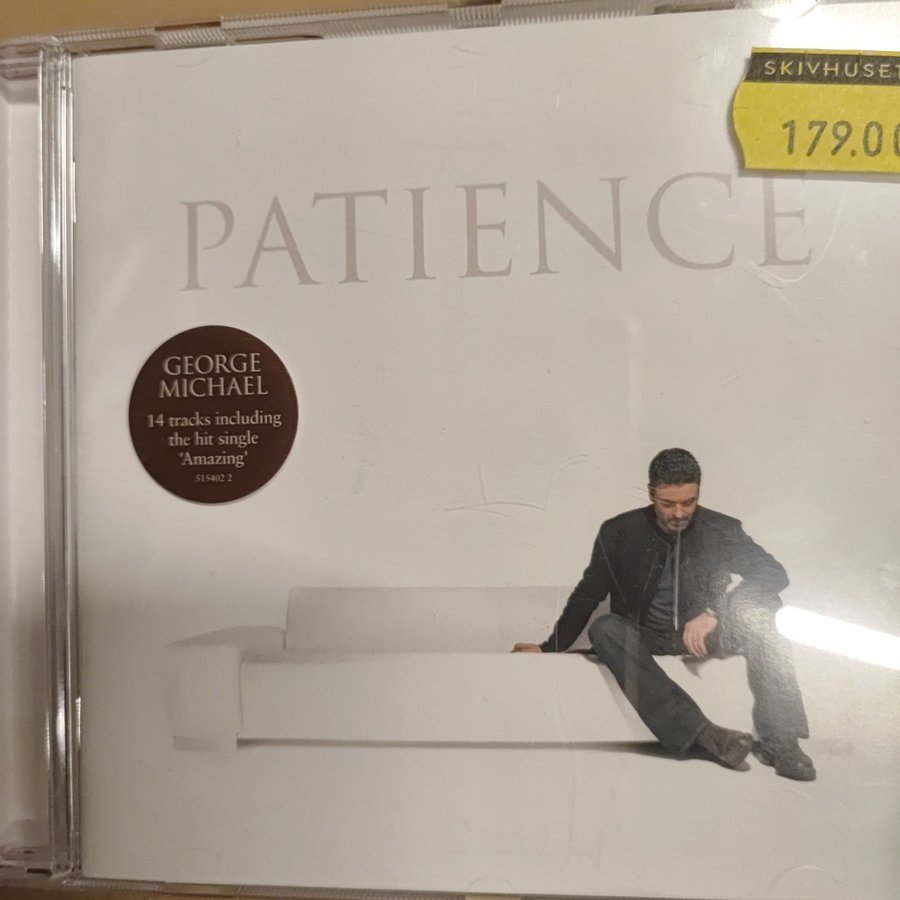 SKIVHUSET
179.00
PATIENCE
GEORGE
MICHAEL
14 tracks including
the hit single
'Amazing'
515402 2